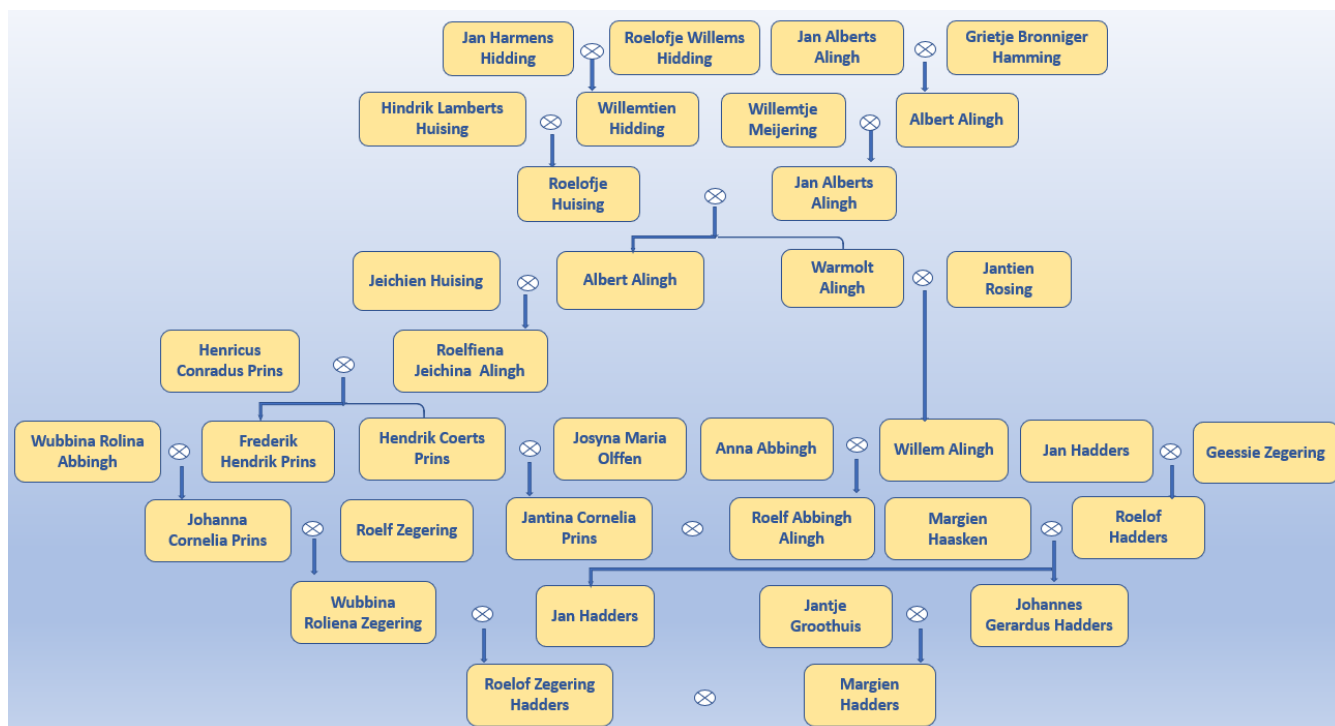 Jan Harmens
Hidding
Roelofje Willems
Hidding
Jan Alberts
Alingh
Grietje Bronniger
Hamming
Hindrik Lamberts
Huising
Willemtien
Hidding
Willemtje
Meijering
Albert Alingh
Roelofje
Huising
Jan Alberts
Alingh
Jeichien Huising
Albert Alingh
Warmolt
Alingh
Jantien
Rosing
Henricus
Conradus Prins
Roelfiena
Jeichina Alingh
Wubbina Rolina
Abbingh
Frederik
Hendrik Prins
Hendrik Coerts
Prins
Josyna Maria
Olffen
Anna Abbingh
Willem Alingh
Jan Hadders
Geessie Zegering
Johanna
Cornelia Prins
Roelf Zegering
Jantina Cornelia
Prins
Roelf Abbingh
Alingh
Margien
Haasken
Roelof
Hadders
Wubbina
Roliena Zegering
Jan Hadders
Jantje
Groothuis
Johannes
Gerardus Hadders
Roelof Zegering
Hadders
Margien
Hadders